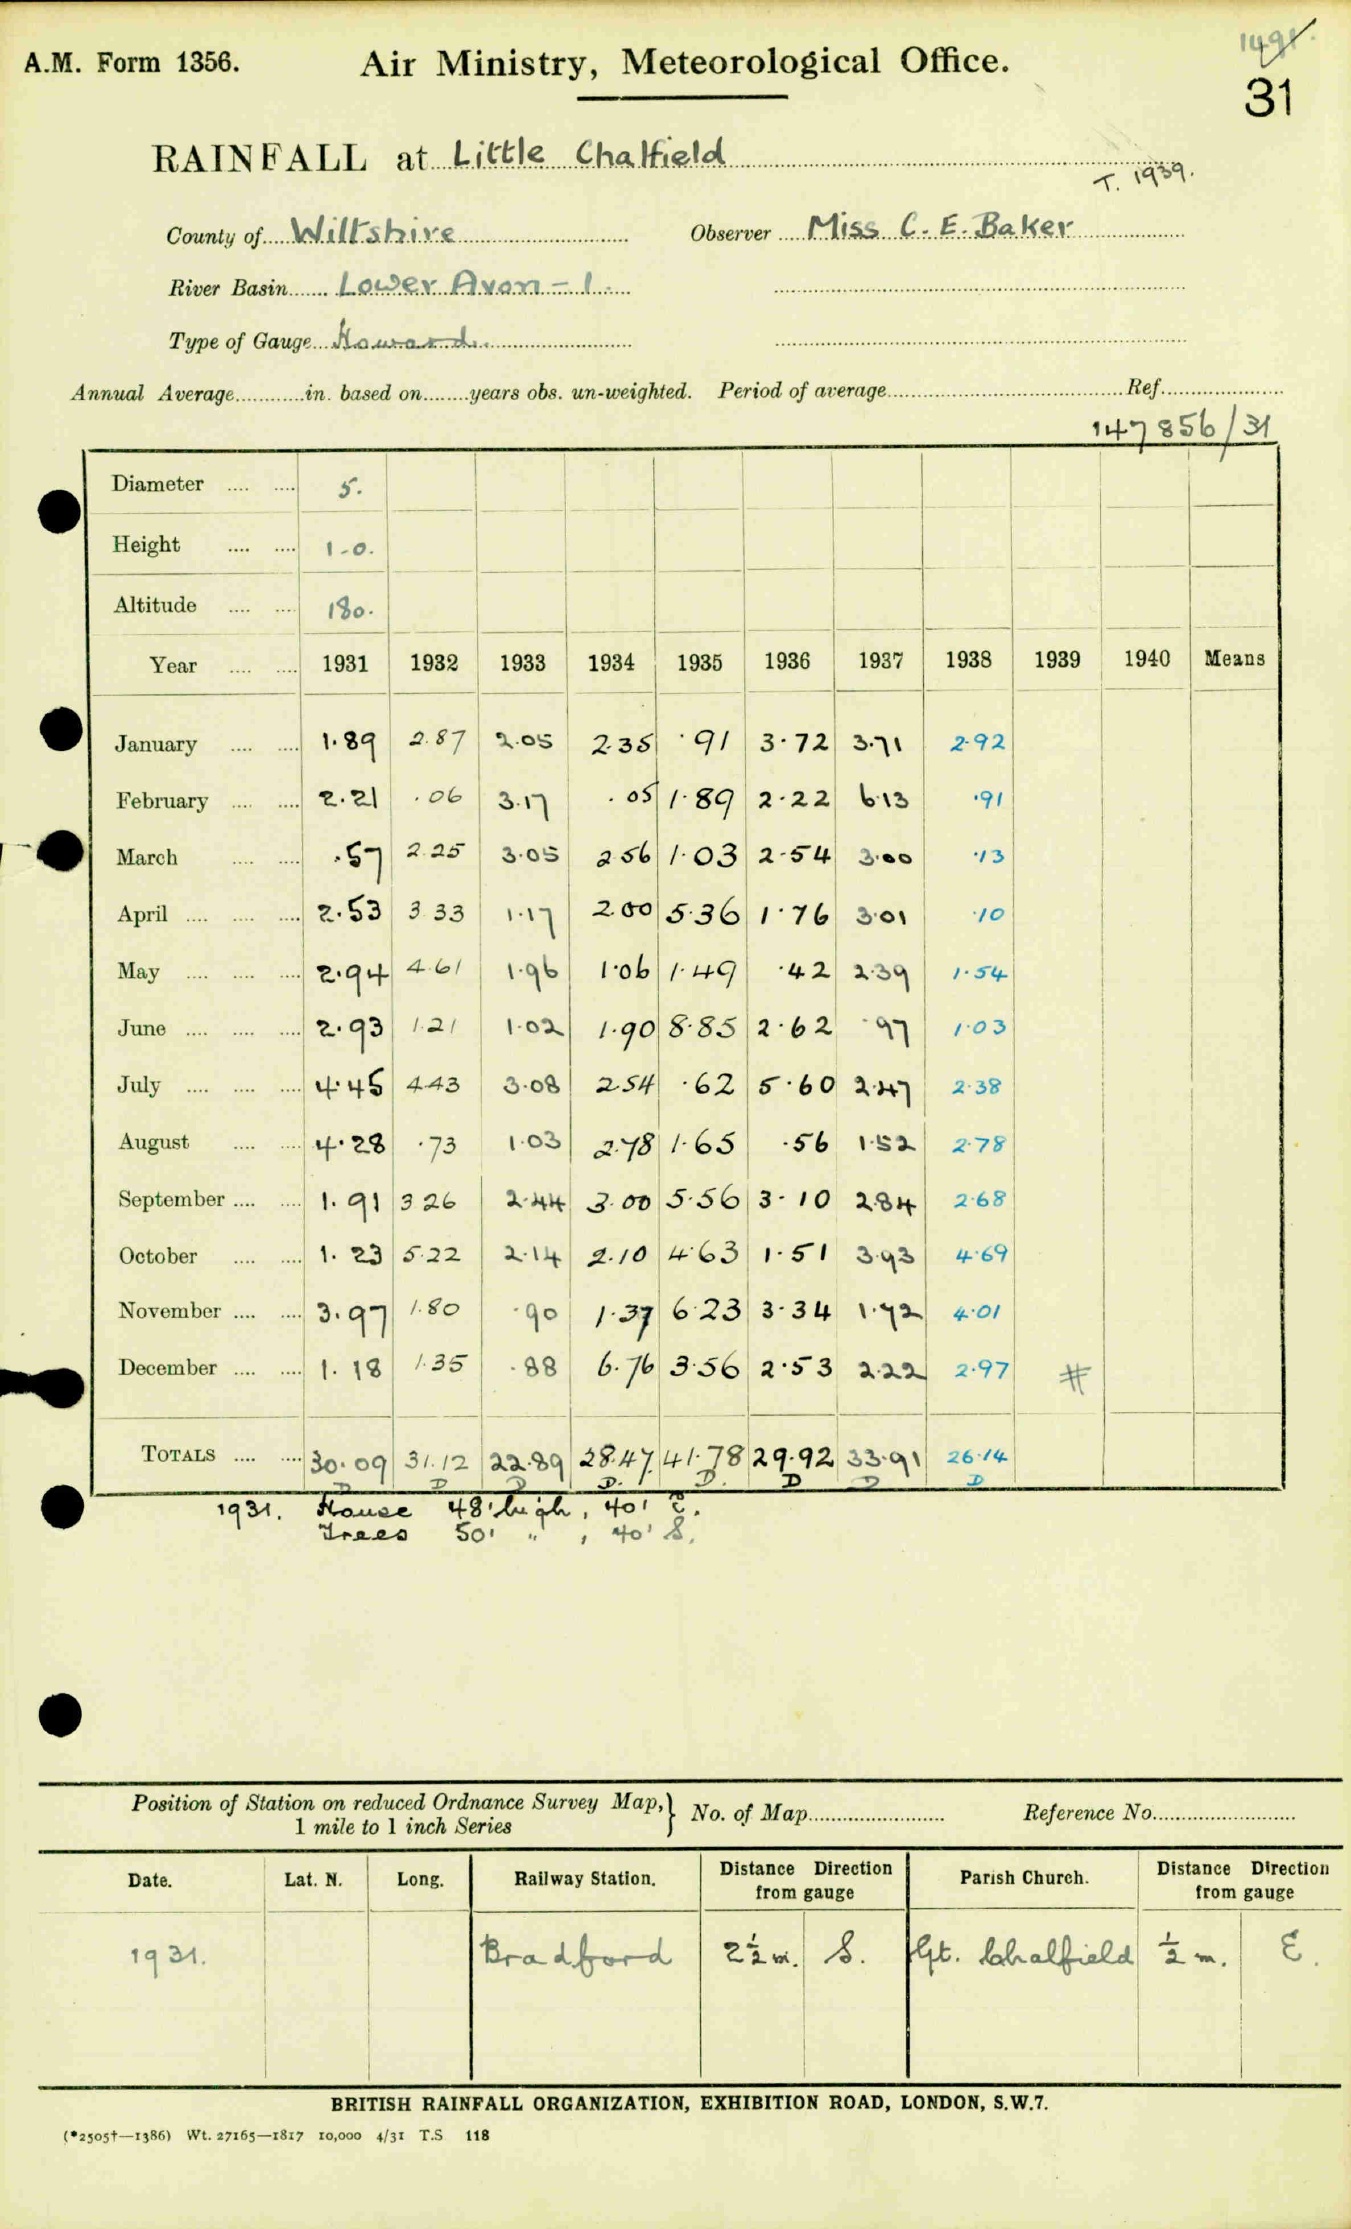 1491.
A.M. Form 1356. Air Ministry, Meteorological Office.
31
RAINFALL at Little Chalfield
T. 1939.
County of Wiltshire Observer Miss C. E. Baker
River Basin Lower Avon - 1.
Type of Gauge Howard.
Annual Average in. based on years obs. un-weighted. Period of average Ref.
147856/31
Diameter 5.
Height 1-0.
Altitude 180.
Year 1931 1932 1933 1934 1935 1936 1937 1938 1939 1940 Means
January 1.89 2.87 2.05 2.35 .91 3.72 3.71 2.92
February 2.21 .06 3.17 .05 1.89 2.22 6.13 .91
March .57 2.25 3.05 2.56 1.03 2.54 3.00 .13
April 2.53 3.33 1.17 2.00 5.36 1.76 3.01 .10
May 2.94 4.61 1.96 1.06 1.49 .42 2.39 1.54
June 2.93 1.21 1.02 1.90 8.85 2.62 .97 1.03
July 4.45 4.43 3.08 2.54 .62 5.60 2.47 2.38
August 4.28 .73 1.03 2.78 1.65 .56 1.52 2.78
September 1.91 3.26 2.44 3.00 5.56 3.10 2.84 2.68
October 1.23 5.22 2.14 2.10 4.63 1.51 3.93 4.69
November 3.97 1.80 .90 1.37 6.23 3.34 1.72 4.01
December 1.18 1.35 .88 6.76 3.56 2.53 2.22 2.97 #
TOTALS 30.09 31.12 22.89 28.47 41.78 29.92 33.91 26.14
D D D D. D. D D D
1931. House 48' high, 40' E.
Trees 50' " , 40' S.
Position of Station on reduced Ordnance Survey Map,} No. of Map Reference No.
1 mile to 1 inch Series
Date. Lat. N. Long. Railway Station. Distance Direction from gauge Parish Church. Distance Direction from gauge
1931. Bradford 2½ m. S. Gt. Chalfield ½ m. E.
BRITISH RAINFALL ORGANIZATION, EXHIBITION ROAD, LONDON, S.W.7.
(*2505†—1386) Wt. 27165—1817 10,000 4/31 T.S 118